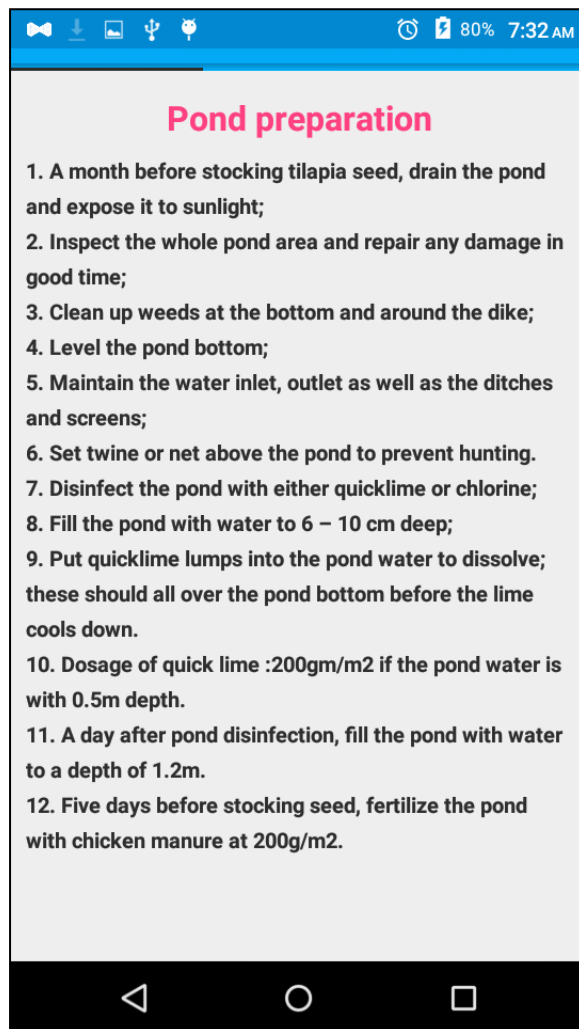 80% 7:32 AM
Pond preparation
1. A month before stocking tilapia seed, drain the pond
and expose it to sunlight;
2. Inspect the whole pond area and repair any damage in
good time;
3. Clean up weeds at the bottom and around the dike;
4. Level the pond bottom;
5. Maintain the water inlet, outlet as well as the ditches
and screens;
6. Set twine or net above the pond to prevent hunting.
7. Disinfect the pond with either quicklime or chlorine;
8. Fill the pond with water to 6 – 10 cm deep;
9. Put quicklime lumps into the pond water to dissolve;
these should all over the pond bottom before the lime
cools down.
10. Dosage of quick lime :200gm/m2 if the pond water is
with 0.5m depth.
11. A day after pond disinfection, fill the pond with water
to a depth of 1.2m.
12. Five days before stocking seed, fertilize the pond
with chicken manure at 200g/m2.